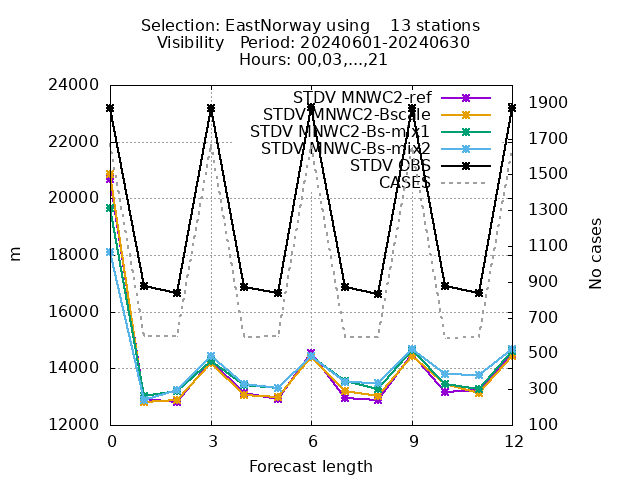 Selection: EastNorway using    13 stations
Visibility   Period: 20240601-20240630
Hours: 00,03,...,21
STDV MNWC2-ref
STDV MNWC2-Bscale
STDV MNWC2-Bs-mix1
STDV MNWC-Bs-mix2
STDV OBS
CASES
24000
22000
20000
18000
16000
14000
12000
m
1900
1700
1500
1300
1100
900
700
500
300
100
No cases
0
3
6
9
12
Forecast length